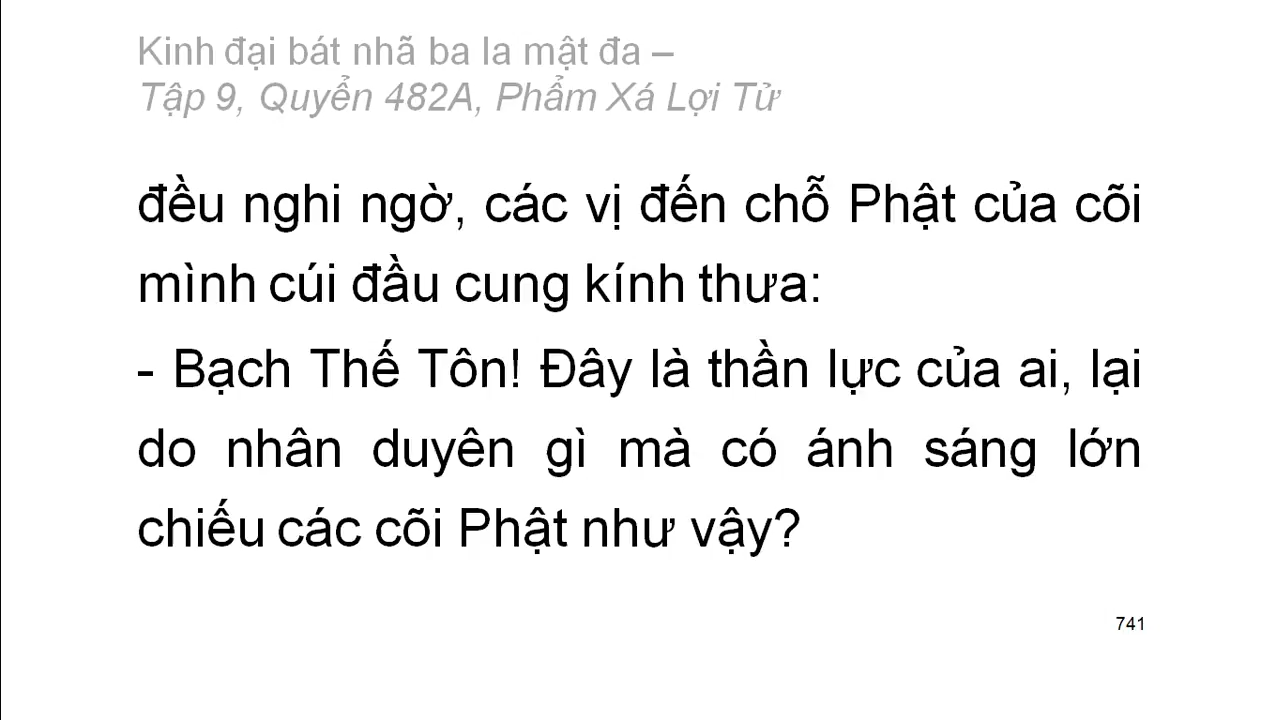 Kinh đại bát nhã ba la mật đa –
Tập 9, Quyển 482A, Phẩm Xá Lợi Tử
đều nghi ngờ, các vị đến chỗ Phật của cõi
mình cúi đầu cung kính thưa:
- Bạch Thế Tôn! Đây là thần lực của ai, lại
do nhân duyên gì mà có ánh sáng lớn
chiếu các cõi Phật như vậy?
741